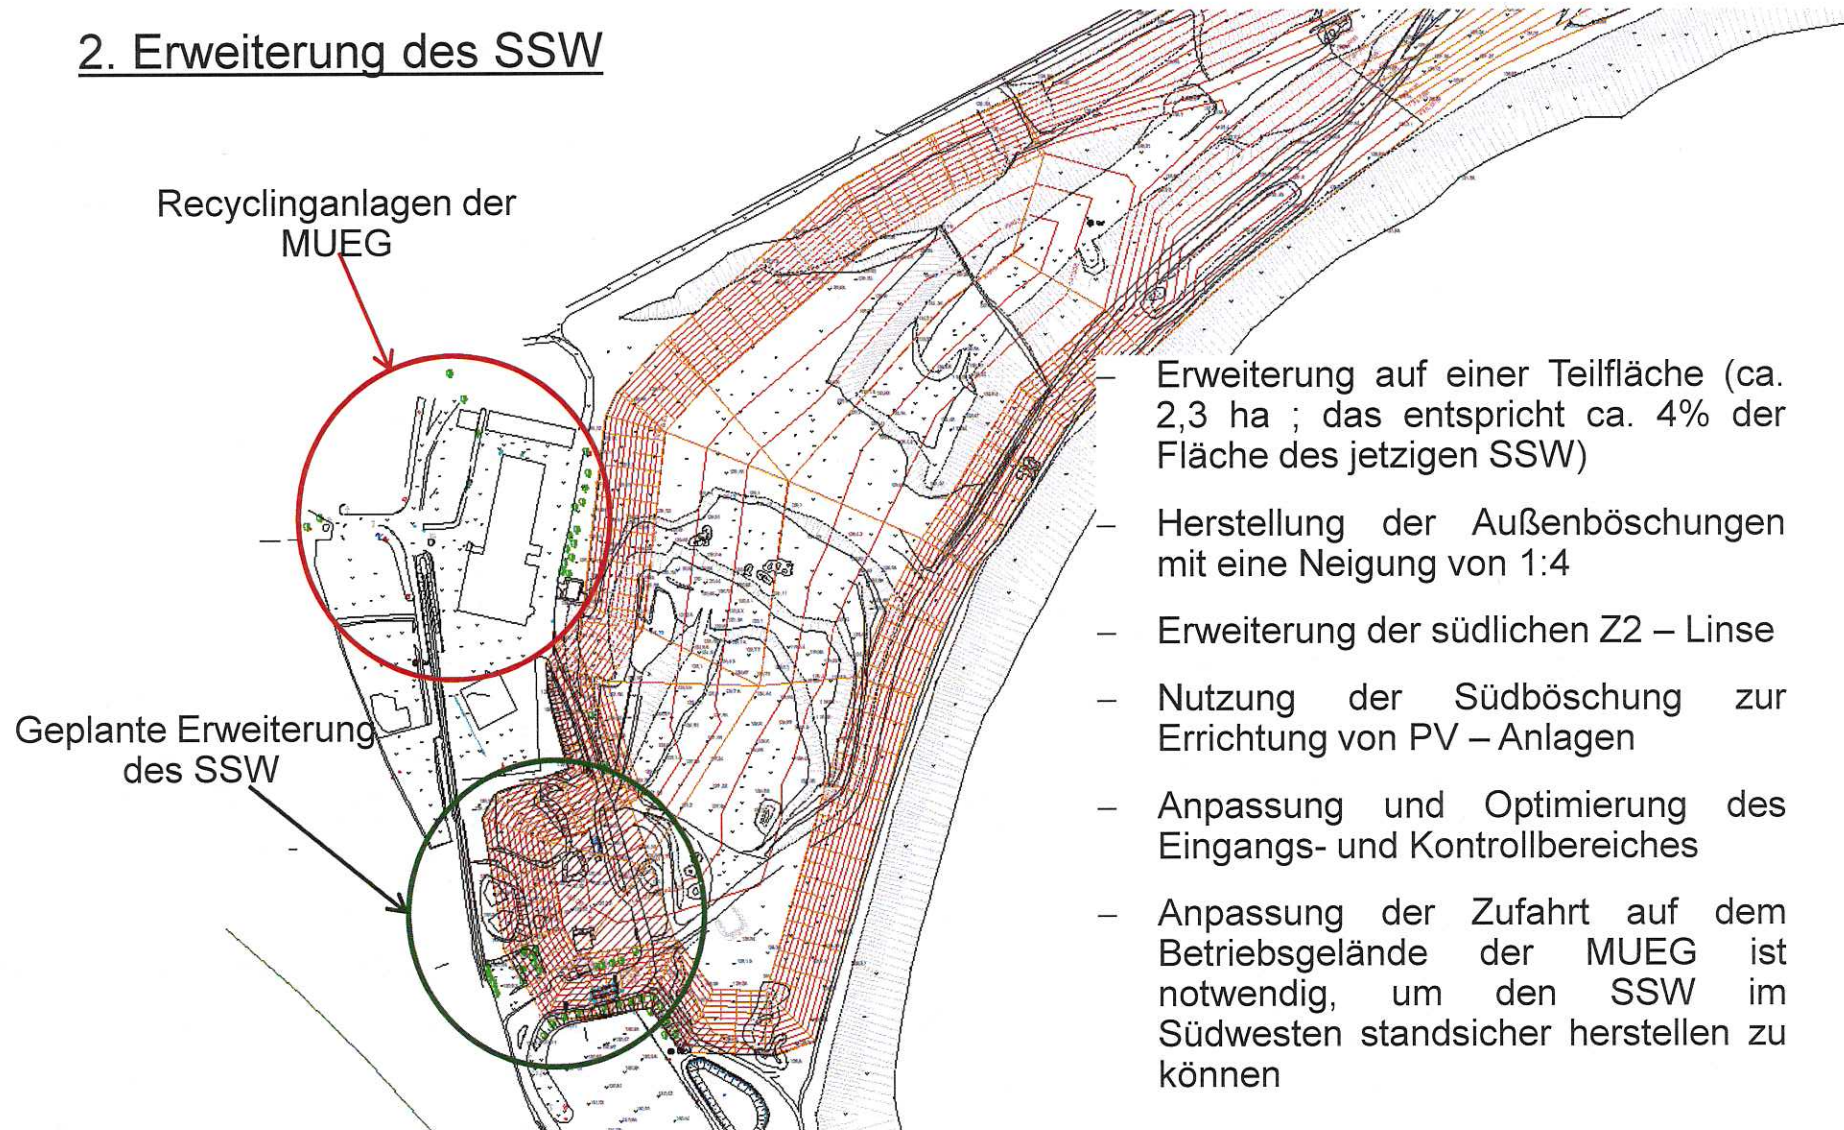 2. Erweiterung des SSW
Recyclinganlagen der
MUEG
Geplante Erweiterung
des SSW
– Erweiterung auf einer Teilfläche (ca.
2,3 ha ; das entspricht ca. 4% der
Fläche des jetzigen SSW)
– Herstellung der Außenböschungen
mit eine Neigung von 1:4
– Erweiterung der südlichen Z2 – Linse
– Nutzung der Südböschung zur
Errichtung von PV – Anlagen
– Anpassung und Optimierung des
Eingangs- und Kontrollbereiches
– Anpassung der Zufahrt auf dem
Betriebsgelände der MUEG ist
notwendig, um den SSW im
Südwesten standsicher herstellen zu
können